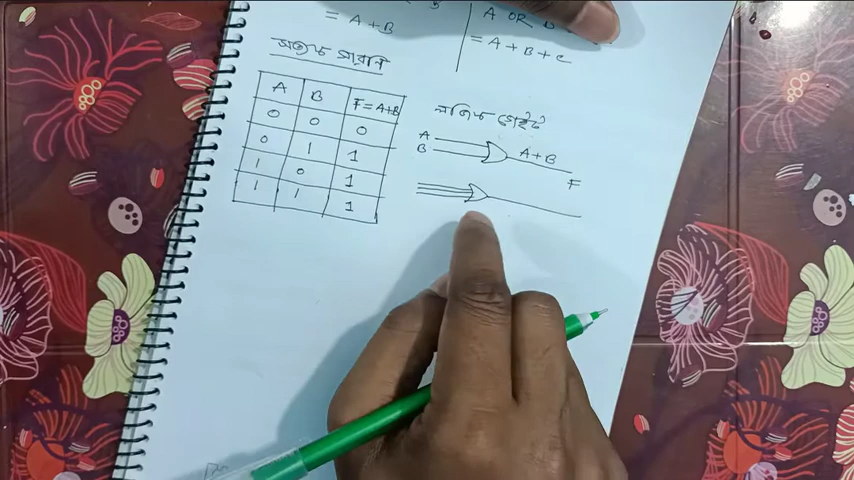 = A+B
A OR B
= A+B+C
সত্যক সারণি
A B F=A+B
0 0 0
0 1 1
1 0 1
1 1 1
লজিক গেইট
A
B
A+B
F